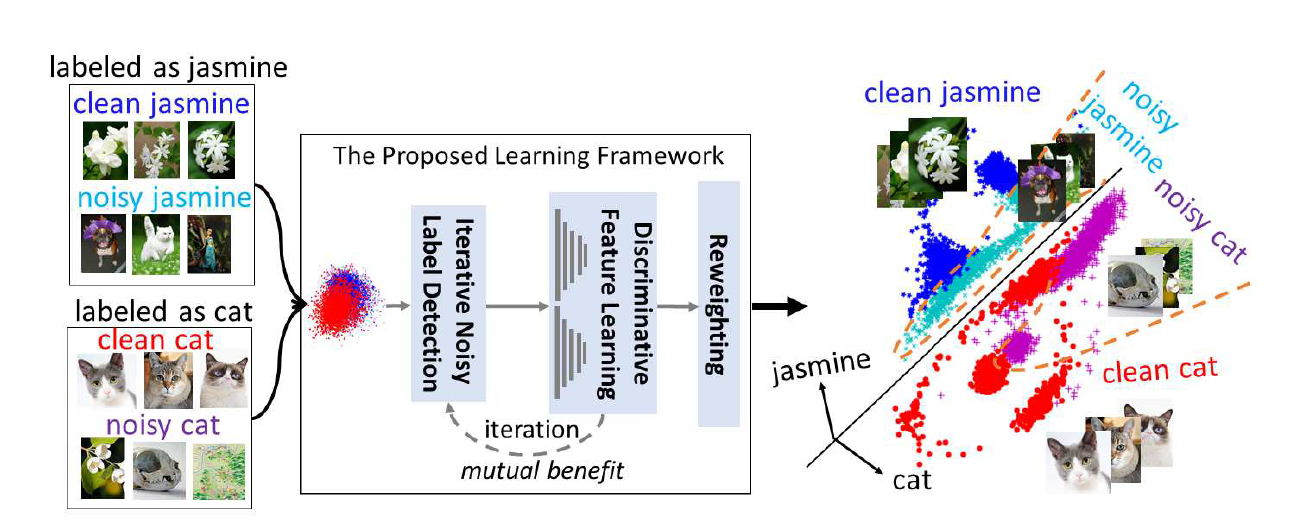 labeled as jasmine
clean jasmine
noisy jasmine
labeled as cat
clean cat
noisy cat
The Proposed Learning Framework
Iterative Noisy
Label Detection
Discriminative
Feature Learning
Reweighting
iteration
mutual benefit
clean jasmine
noisy
jasmine
noisy cat
clean cat
jasmine
cat